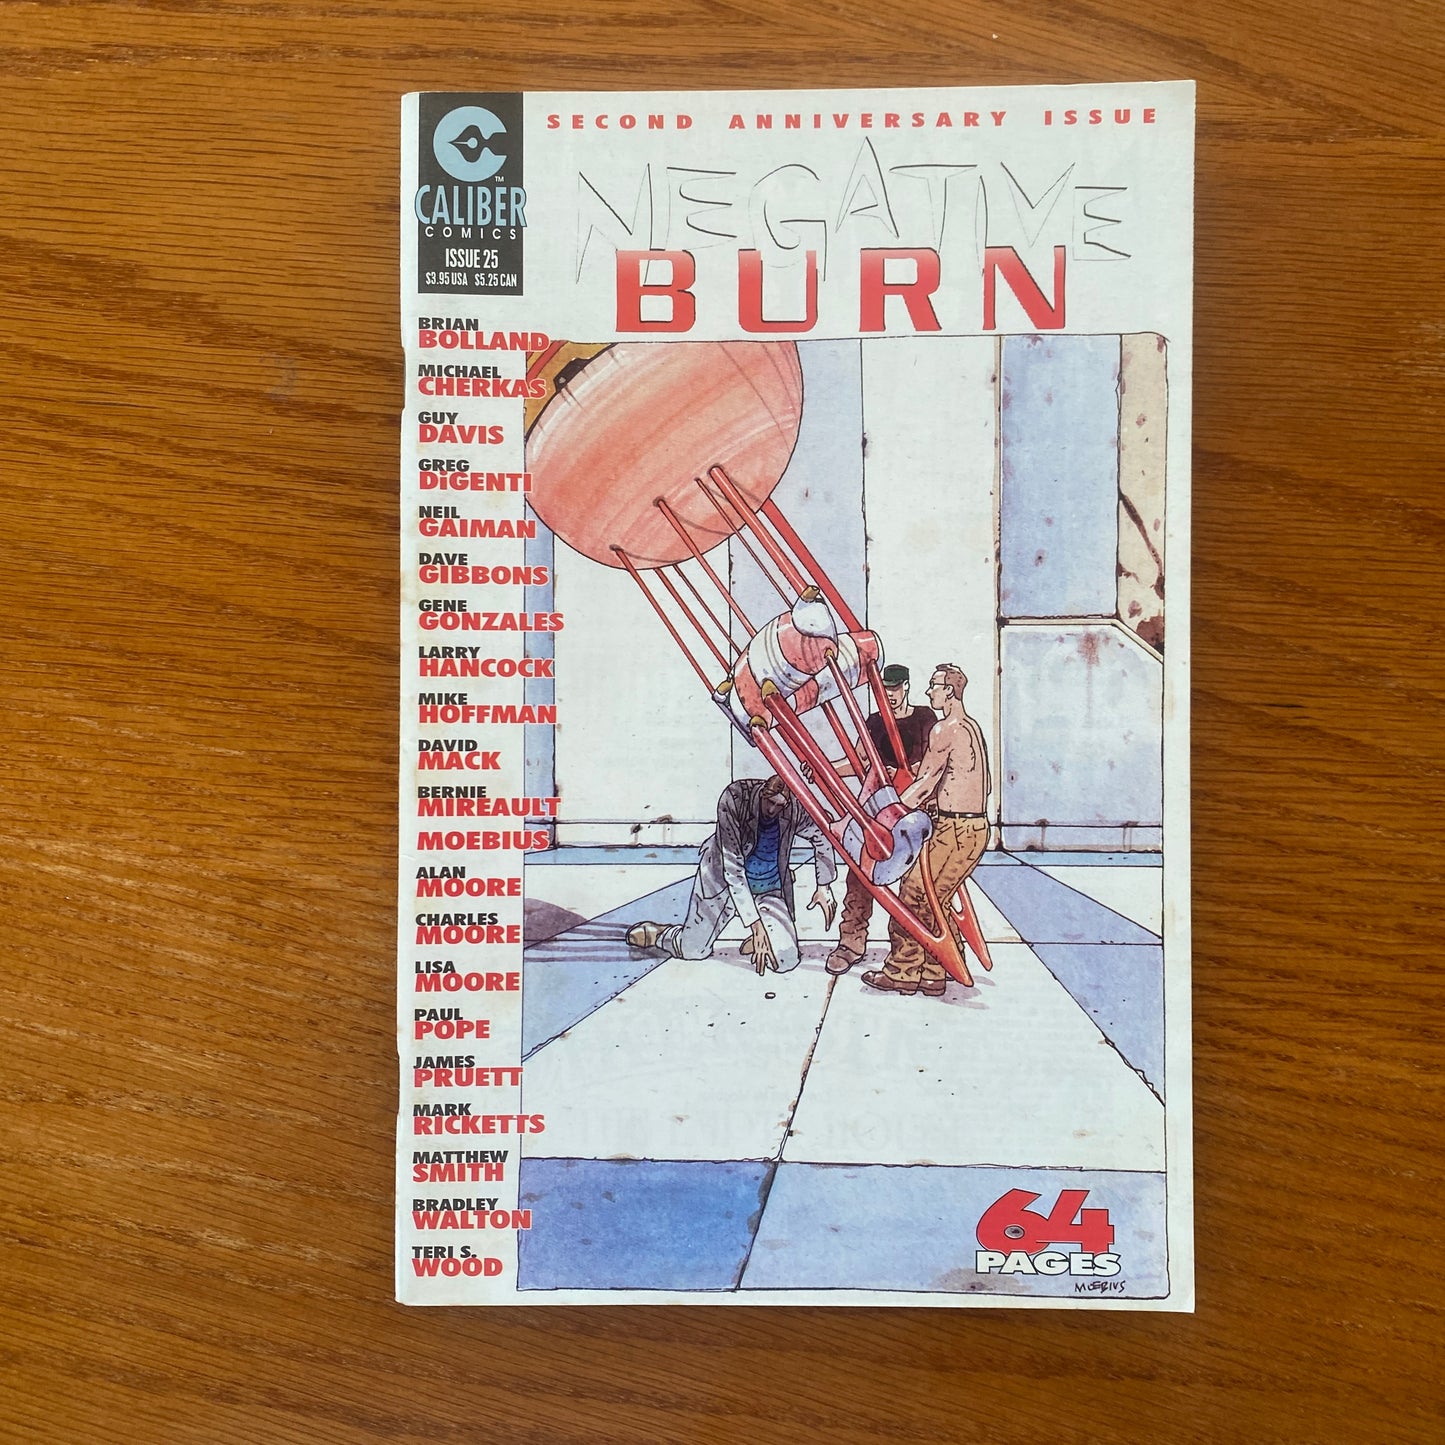 SECOND ANNIVERSARY ISSUE
NEGATIVE
BURN
TM
CALIBER
COMICS
ISSUE 25
$3.95 USA $5.25 CAN
BRIAN
BOLLAND
MICHAEL
CHERKAS
GUY
DAVIS
GREG
DiGENTI
NEIL
GAIMAN
DAVE
GIBBONS
GENE
GONZALES
LARRY
HANCOCK
MIKE
HOFFMAN
DAVID
MACK
BERNIE
MIREAULT
MOEBIUS
ALAN
MOORE
CHARLES
MOORE
LISA
MOORE
PAUL
POPE
JAMES
PRUETT
MARK
RICKETTS
MATTHEW
SMITH
BRADLEY
WALTON
TERI S.
WOOD
64
PAGES
MŒBIUS